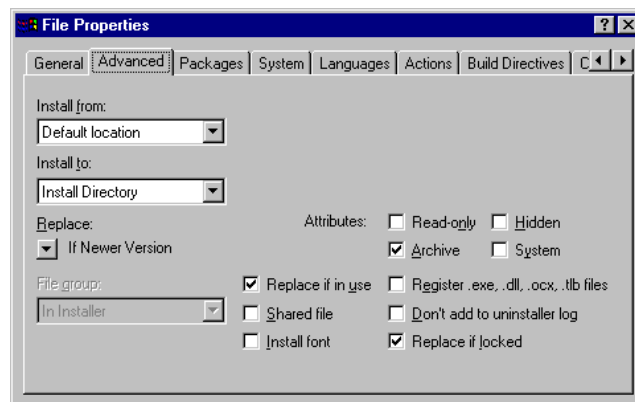 File Properties
General Advanced Packages System Languages Actions Build Directives C
Install from:
Default location
Install to:
Install Directory
Replace:
If Newer Version
File group:
In Installer
Attributes:
Read-only Hidden
Archive System
Replace if in use
Shared file
Install font
Register .exe, .dll, .ocx, .tlb files
Don't add to uninstaller log
Replace if locked